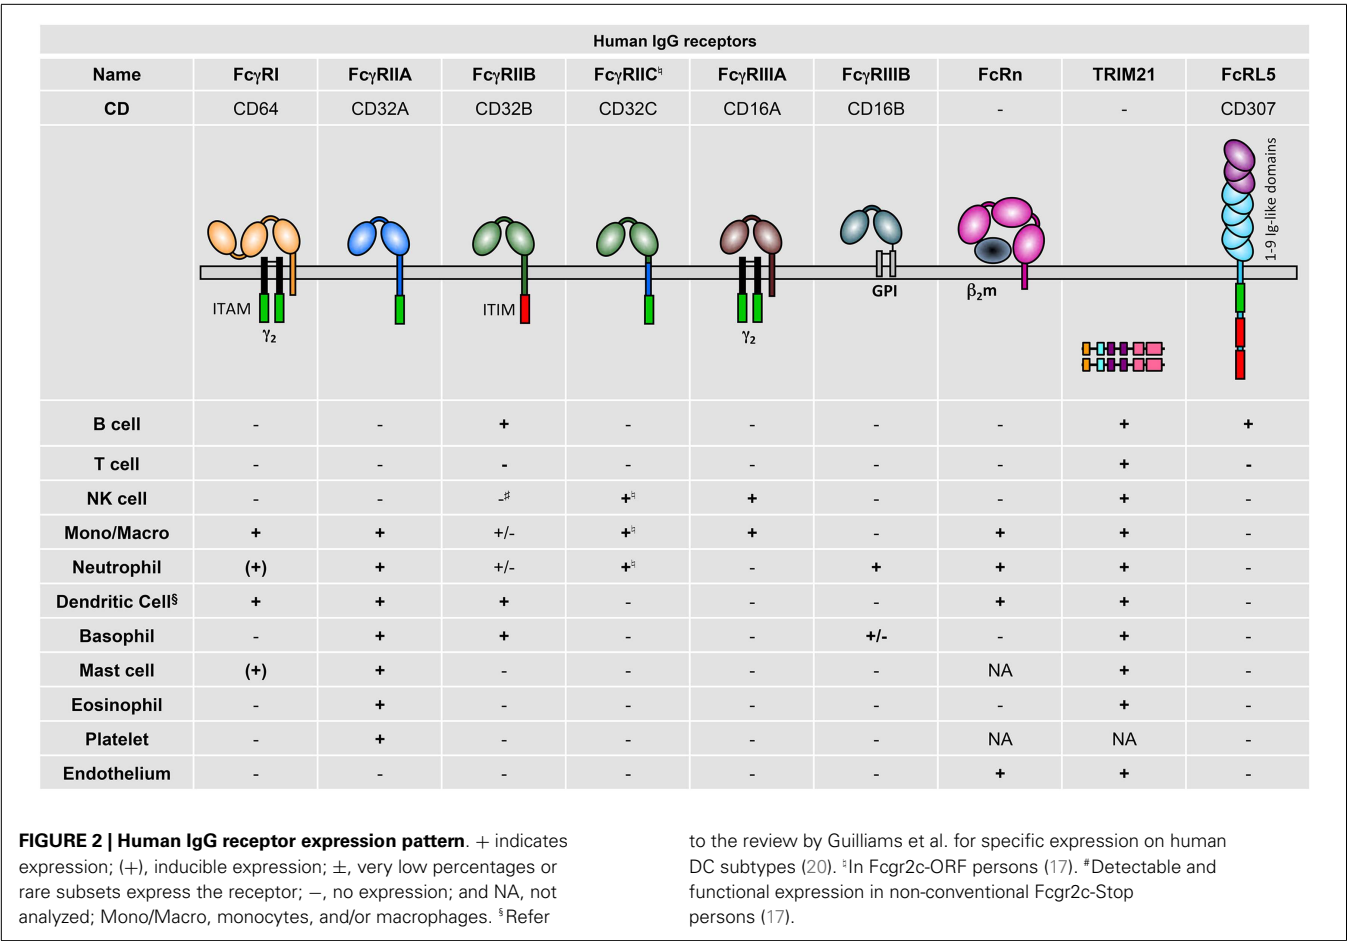 Human IgG receptors
Name FcγRI FcγRIIA FcγRIIB FcγRIIC♮ FcγRIIIA FcγRIIIB FcRn TRIM21 FcRL5
CD CD64 CD32A CD32B CD32C CD16A CD16B - - CD307
1-9 Ig-like domains
ITAM
γ2
ITIM
γ2
GPI
β2m
B cell - - + - - - - + +
T cell - - - - - - - + -
NK cell - - -♯ +♮ + - - + -
Mono/Macro + + +/- +♮ + - + + -
Neutrophil (+) + +/- +♮ - + + + -
Dendritic Cell§ + + + - - - + + -
Basophil - + + - - +/- - + -
Mast cell (+) + - - - - NA + -
Eosinophil - + - - - - - + -
Platelet - + - - - - NA NA -
Endothelium - - - - - - + + -
FIGURE 2 | Human IgG receptor expression pattern. + indicates
expression; (+), inducible expression; ±, very low percentages or
rare subsets express the receptor; −, no expression; and NA, not
analyzed; Mono/Macro, monocytes, and/or macrophages. §Refer
to the review by Guilliams et al. for specific expression on human
DC subtypes (20). ♮In Fcgr2c-ORF persons (17). #Detectable and
functional expression in non-conventional Fcgr2c-Stop
persons (17).